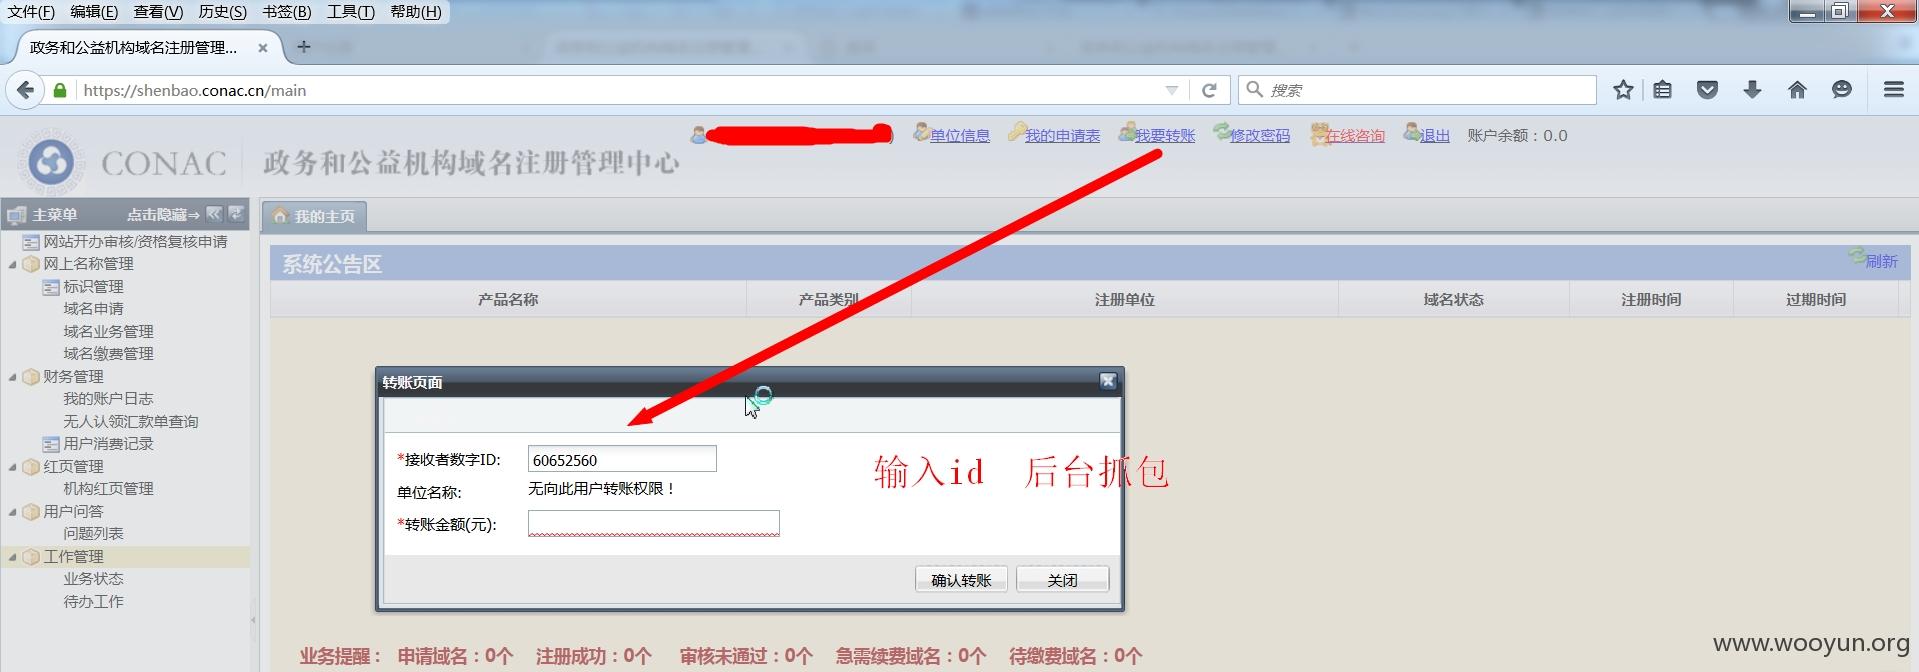 文件(F) 编辑(E) 查看(V) 历史(S) 书签(B) 工具(T) 帮助(H)
政务和公益机构域名注册管理...
https://shenbao.conac.cn/main
搜索
单位信息 我的申请表 我要转账 修改密码 在线咨询 退出 账户余额：0.0
CONAC 政务和公益机构域名注册管理中心
主菜单 点击隐藏⇒
我的主页
网站开办审核/资格复核申请
网上名称管理
标识管理
域名申请
域名业务管理
域名缴费管理
财务管理
我的账户日志
无人认领汇款单查询
用户消费记录
红页管理
机构红页管理
用户问答
问题列表
工作管理
业务状态
待办工作
系统公告区 刷新
产品名称 产品类别 注册单位 域名状态 注册时间 过期时间
转账页面
*接收者数字ID: 60652560
单位名称: 无向此用户转账权限！
*转账金额(元):
确认转账 关闭
输入id 后台抓包
业务提醒： 申请域名：0个 注册成功：0个 审核未通过：0个 急需续费域名：0个 待缴费域名：0个
www.wooyun.org